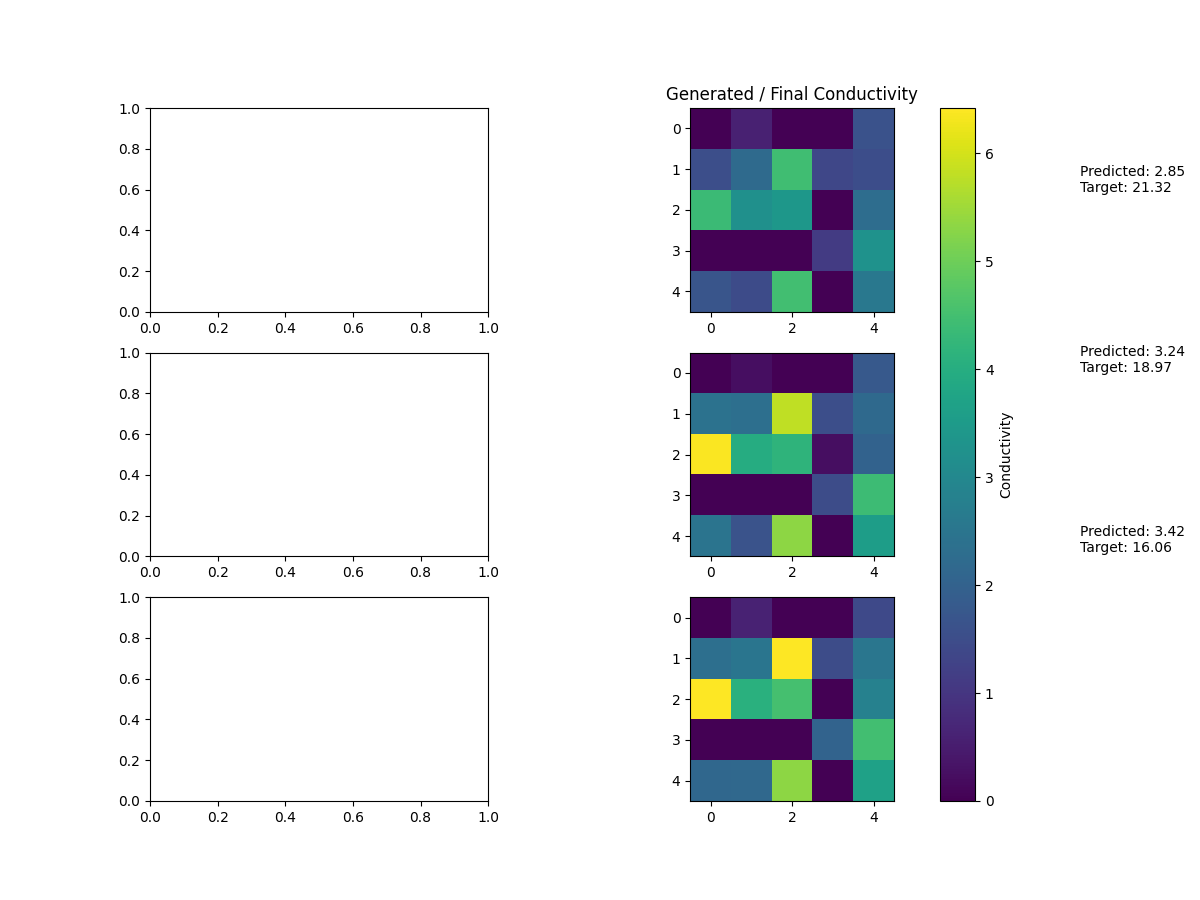 Generated / Final Conductivity
1.0
0.8
0.6
0.4
0.2
0.0
0.0 0.2 0.4 0.6 0.8 1.0
0
1
2
3
4
0 2 4
Predicted: 2.85
Target: 21.32
1.0
0.8
0.6
0.4
0.2
0.0
0.0 0.2 0.4 0.6 0.8 1.0
0
1
2
3
4
0 2 4
Predicted: 3.24
Target: 18.97
1.0
0.8
0.6
0.4
0.2
0.0
0.0 0.2 0.4 0.6 0.8 1.0
0
1
2
3
4
0 2 4
Predicted: 3.42
Target: 16.06
6
5
4
3
2
1
0
Conductivity